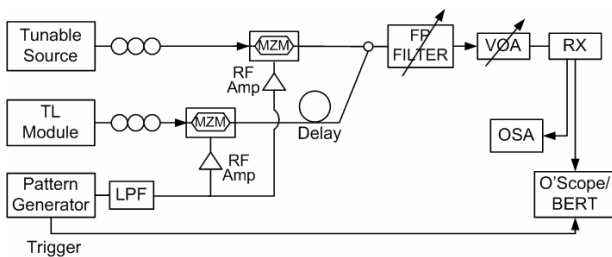 Tunable
Source
MZM
RF
Amp
FP
FILTER
VOA
RX
TL
Module
MZM
Delay
RF
Amp
OSA
Pattern
Generator
LPF
O'Scope/
BERT
Trigger